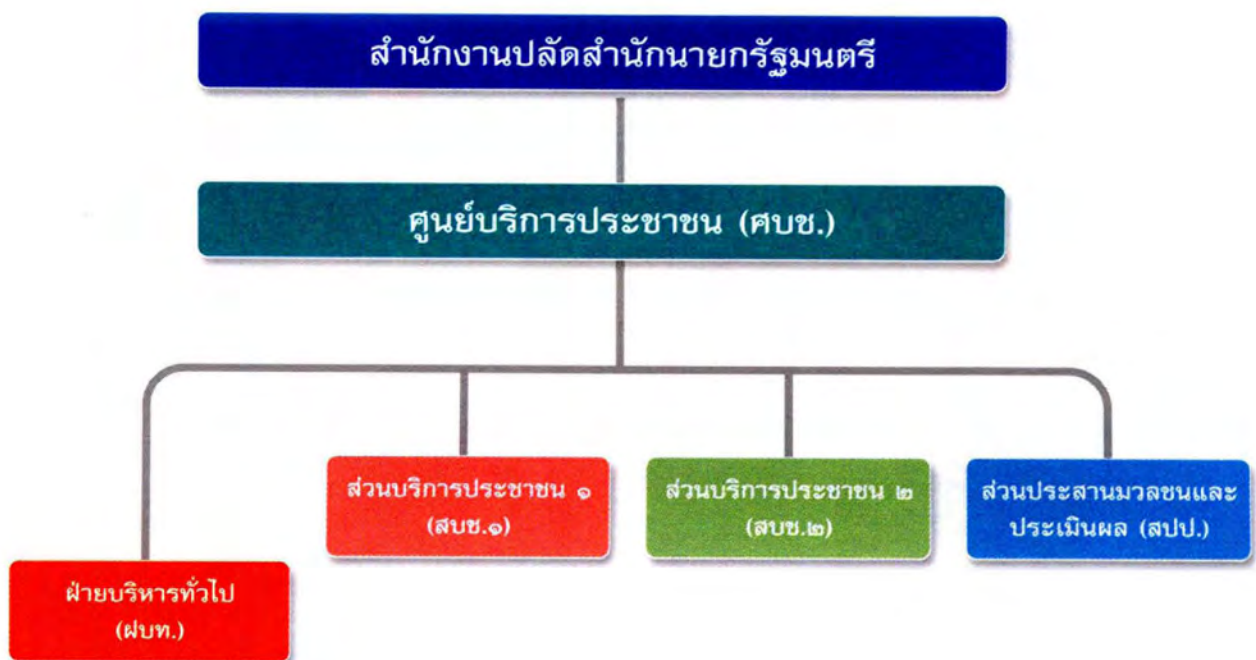 สำนักงานปลัดสำนักนายกรัฐมนตรี
ศูนย์บริการประชาชน (ศบช.)
ส่วนบริการประชาชน ๑
(สบช.๑)
ส่วนบริการประชาชน ๒
(สบช.๒)
ส่วนประสานมวลชนและ
ประเมินผล (สปป.)
ฝ่ายบริหารทั่วไป
(ฝบท.)